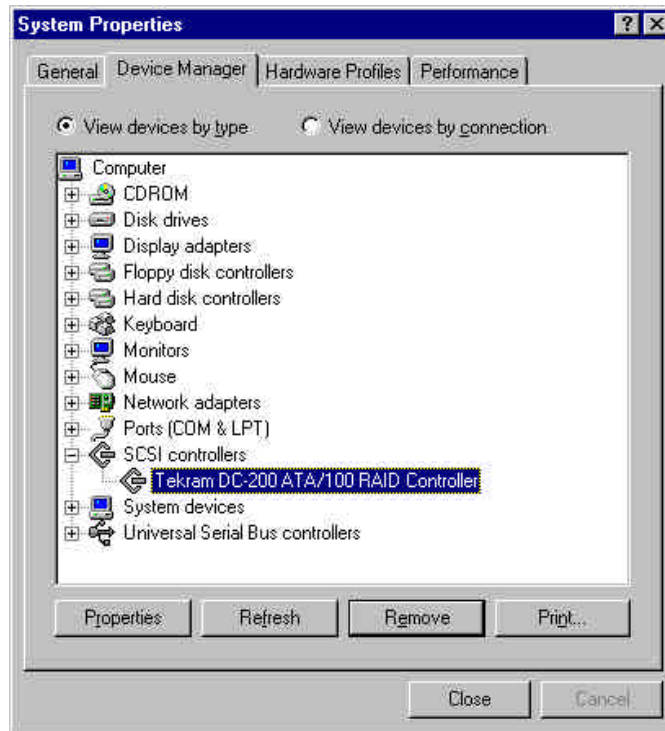 System Properties
General Device Manager Hardware Profiles Performance
View devices by type View devices by connection
Computer
CDROM
Disk drives
Display adapters
Floppy disk controllers
Hard disk controllers
Keyboard
Monitors
Mouse
Network adapters
Ports (COM & LPT)
SCSI controllers
Tekram DC-200 ATA/100 RAID Controller
System devices
Universal Serial Bus controllers
Properties Refresh Remove Print...
Close Cancel